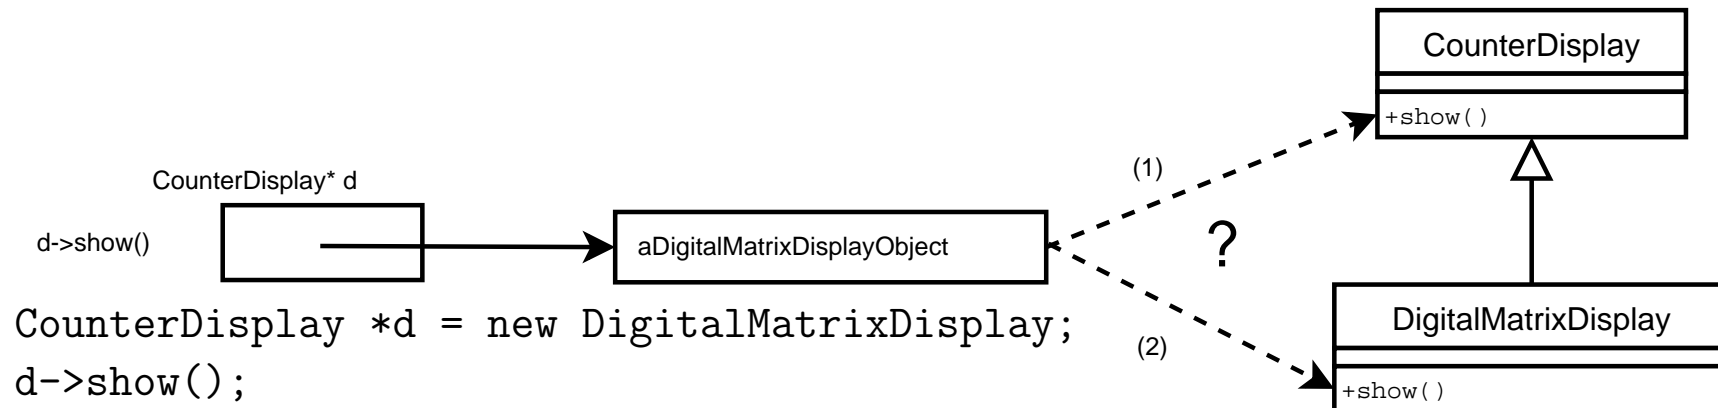 CounterDisplay
+show()
(1)
CounterDisplay* d
d->show()
aDigitalMatrixDisplayObject
?
CounterDisplay *d = new DigitalMatrixDisplay;
d->show();
(2)
DigitalMatrixDisplay
+show()